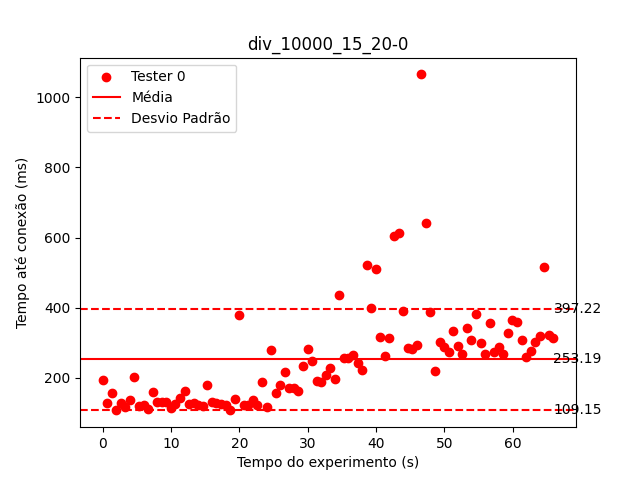 div_10000_15_20-0
Tester 0
Média
Desvio Padrão
Tempo até conexão (ms)
1000
800
600
400
200
397.22
253.19
109.15
0 10 20 30 40 50 60
Tempo do experimento (s)